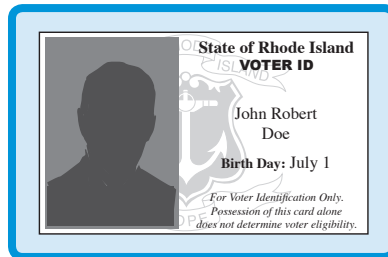 State of Rhode Island
VOTER ID
John Robert
Doe
Birth Day: July 1
For Voter Identification Only.
Possession of this card alone
does not determine voter eligibility.